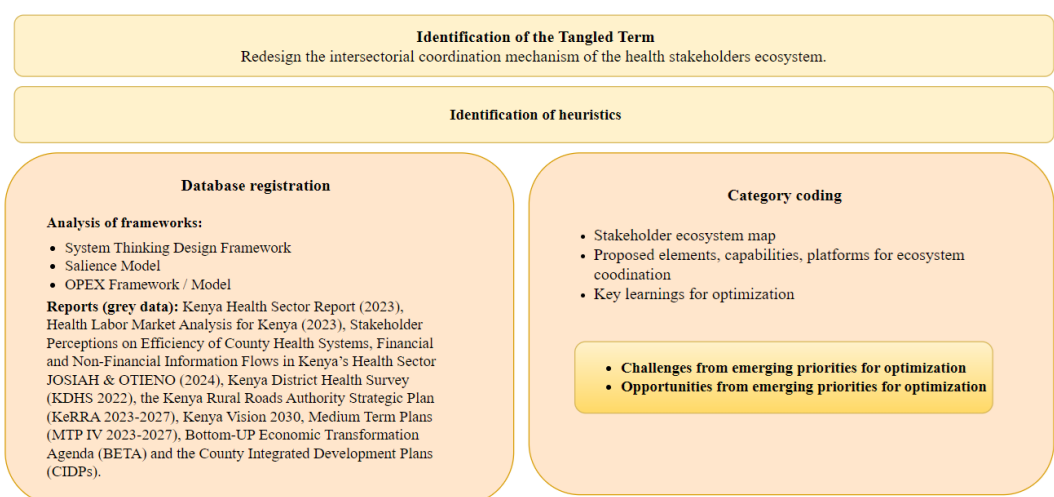 Identification of the Tangled Term
Redesign the intersectorial coordination mechanism of the health stakeholders ecosystem.
Identification of heuristics
Database registration
Analysis of frameworks:
• System Thinking Design Framework
• Salience Model
• OPEX Framework / Model
Reports (grey data): Kenya Health Sector Report (2023),
Health Labor Market Analysis for Kenya (2023), Stakeholder
Perceptions on Efficiency of County Health Systems, Financial
and Non-Financial Information Flows in Kenya’s Health Sector
JOSIAH & OTIENO (2024), Kenya District Health Survey
(KDHS 2022), the Kenya Rural Roads Authority Strategic Plan
(KeRRA 2023-2027), Kenya Vision 2030, Medium Term Plans
(MTP IV 2023-2027), Bottom-UP Economic Transformation
Agenda (BETA) and the County Integrated Development Plans
(CIDPs).
Category coding
• Stakeholder ecosystem map
• Proposed elements, capabilities, platforms for ecosystem
coodination
• Key learnings for optimization
• Challenges from emerging priorities for optimization
• Opportunities from emerging priorities for optimization